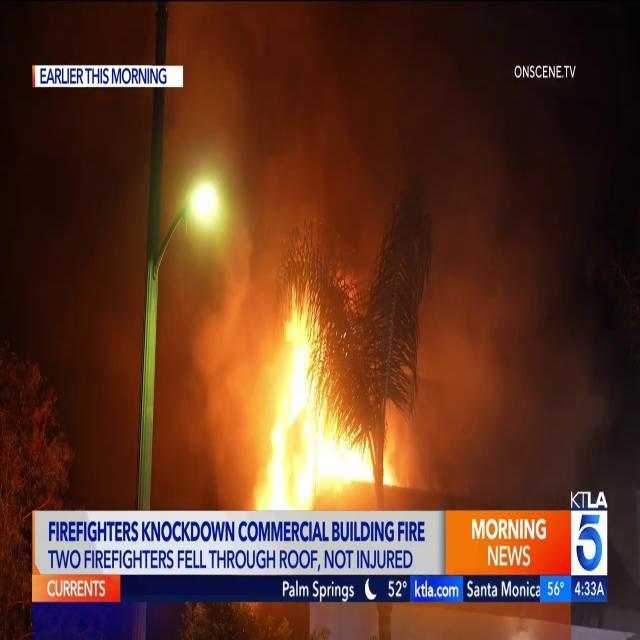 EARLIER THIS MORNING
ONSCENE.TV
KTLA
5
FIREFIGHTERS KNOCKDOWN COMMERCIAL BUILDING FIRE
TWO FIREFIGHTERS FELL THROUGH ROOF, NOT INJURED
MORNING
NEWS
CURRENTS
Palm Springs 52° ktla.com Santa Monica 56° 4:33A